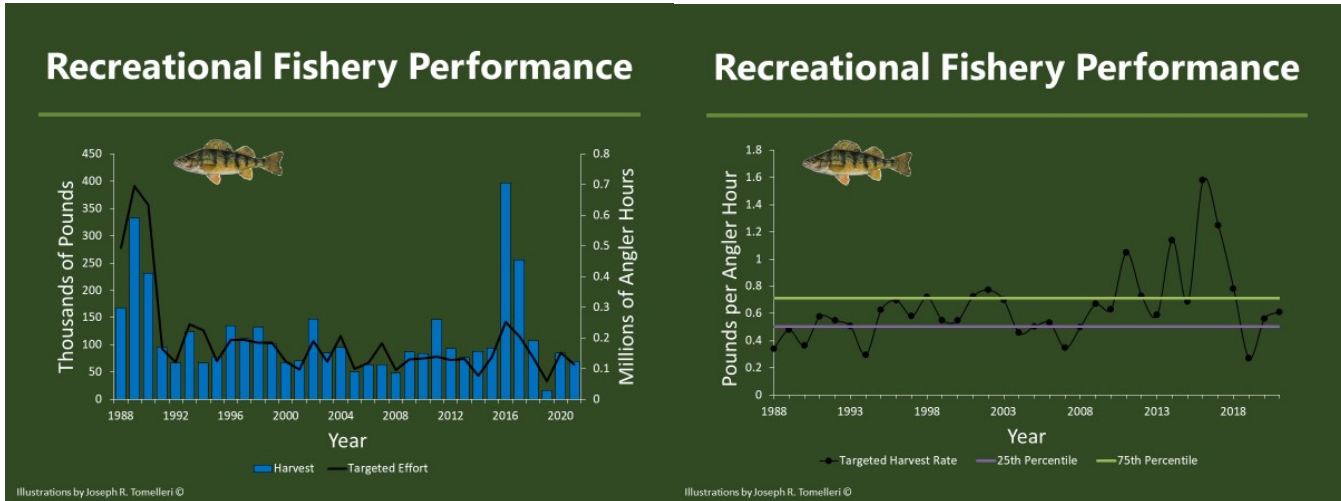 Recreational Fishery Performance
450
400
350
300
250
200
150
100
50
0
Thousands of Pounds
0.8
0.7
0.6
0.5
0.4
0.3
0.2
0.1
0
Millions of Angler Hours
1988 1992 1996 2000 2004 2008 2012 2016 2020
Year
Harvest Targeted Effort
Illustrations by Joseph R. Tomelleri ©
Recreational Fishery Performance
1.8
1.6
1.4
1.2
1
0.8
0.6
0.4
0.2
0
Pounds per Angler Hour
1988 1993 1998 2003 2008 2013 2018
Year
Targeted Harvest Rate 25th Percentile 75th Percentile
Illustrations by Joseph R. Tomelleri ©